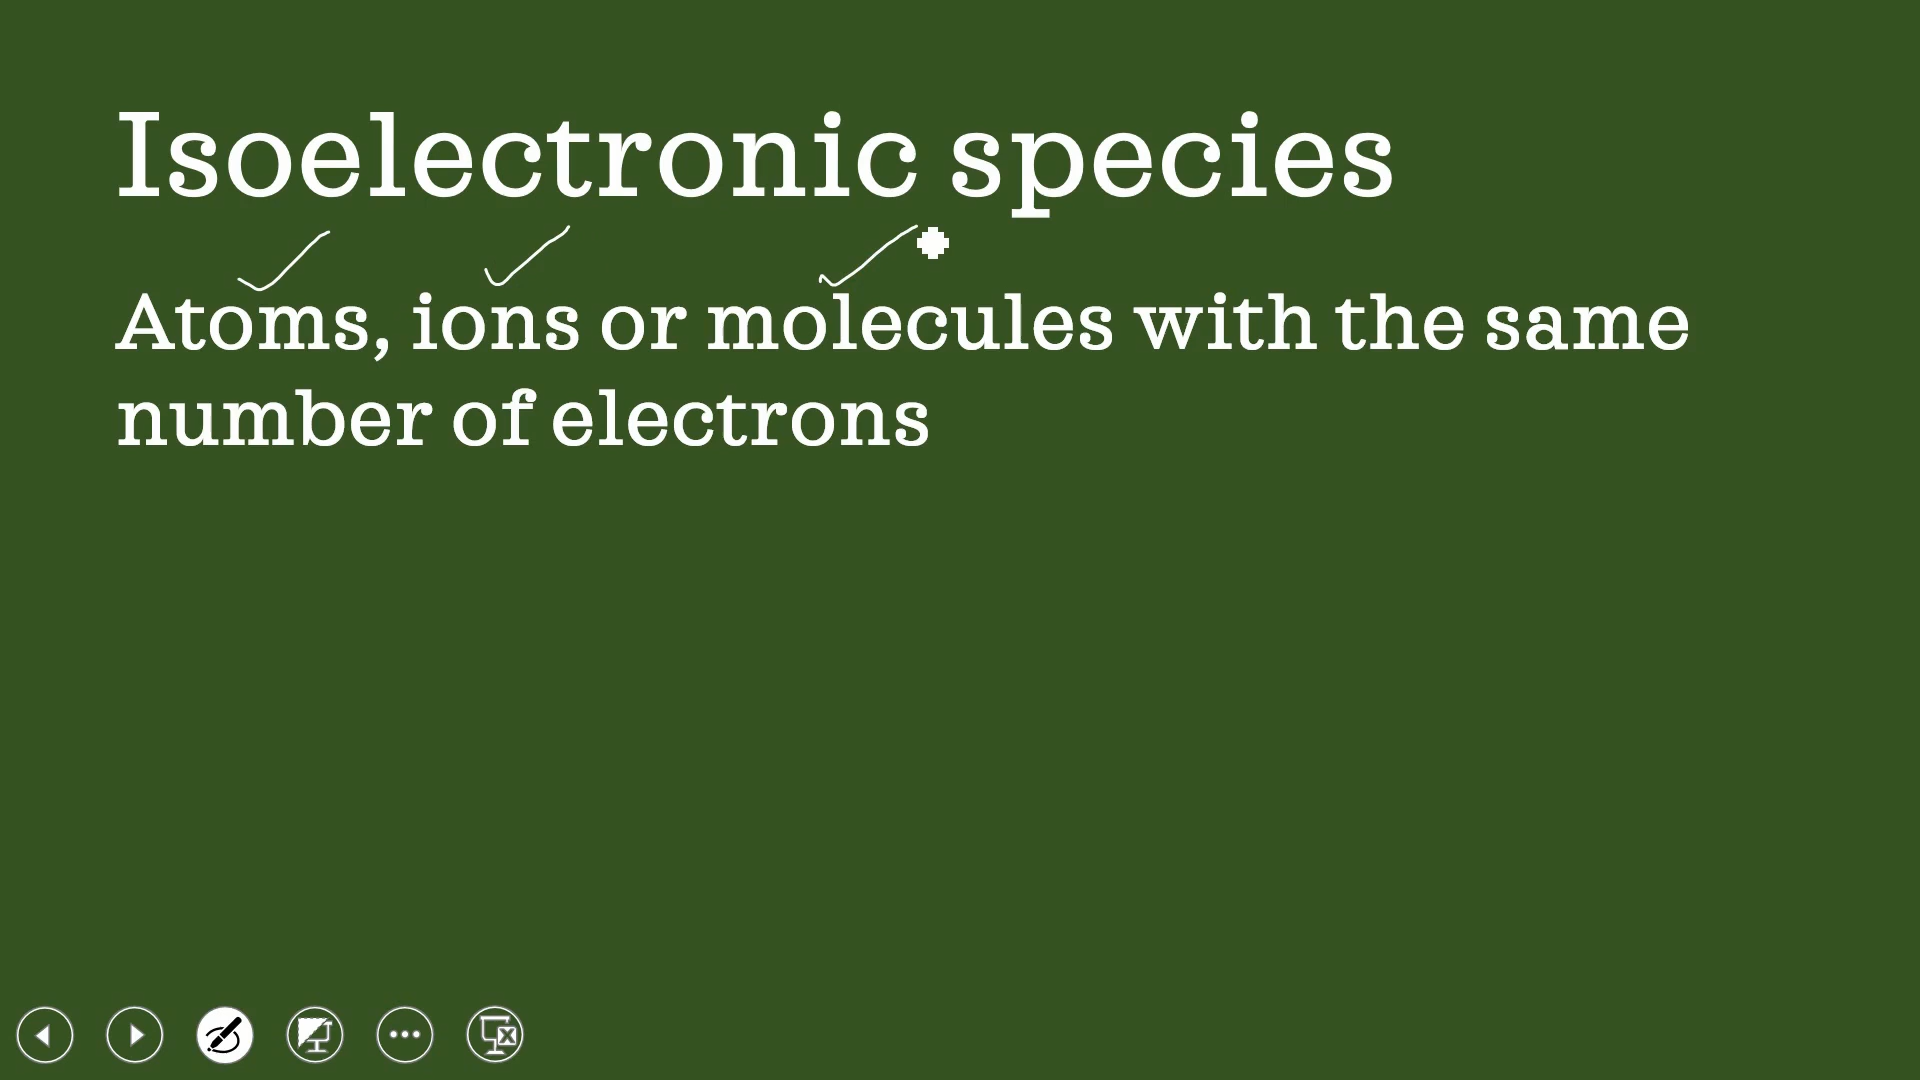 Isoelectronic species
Atoms, ions or molecules with the same
number of electrons